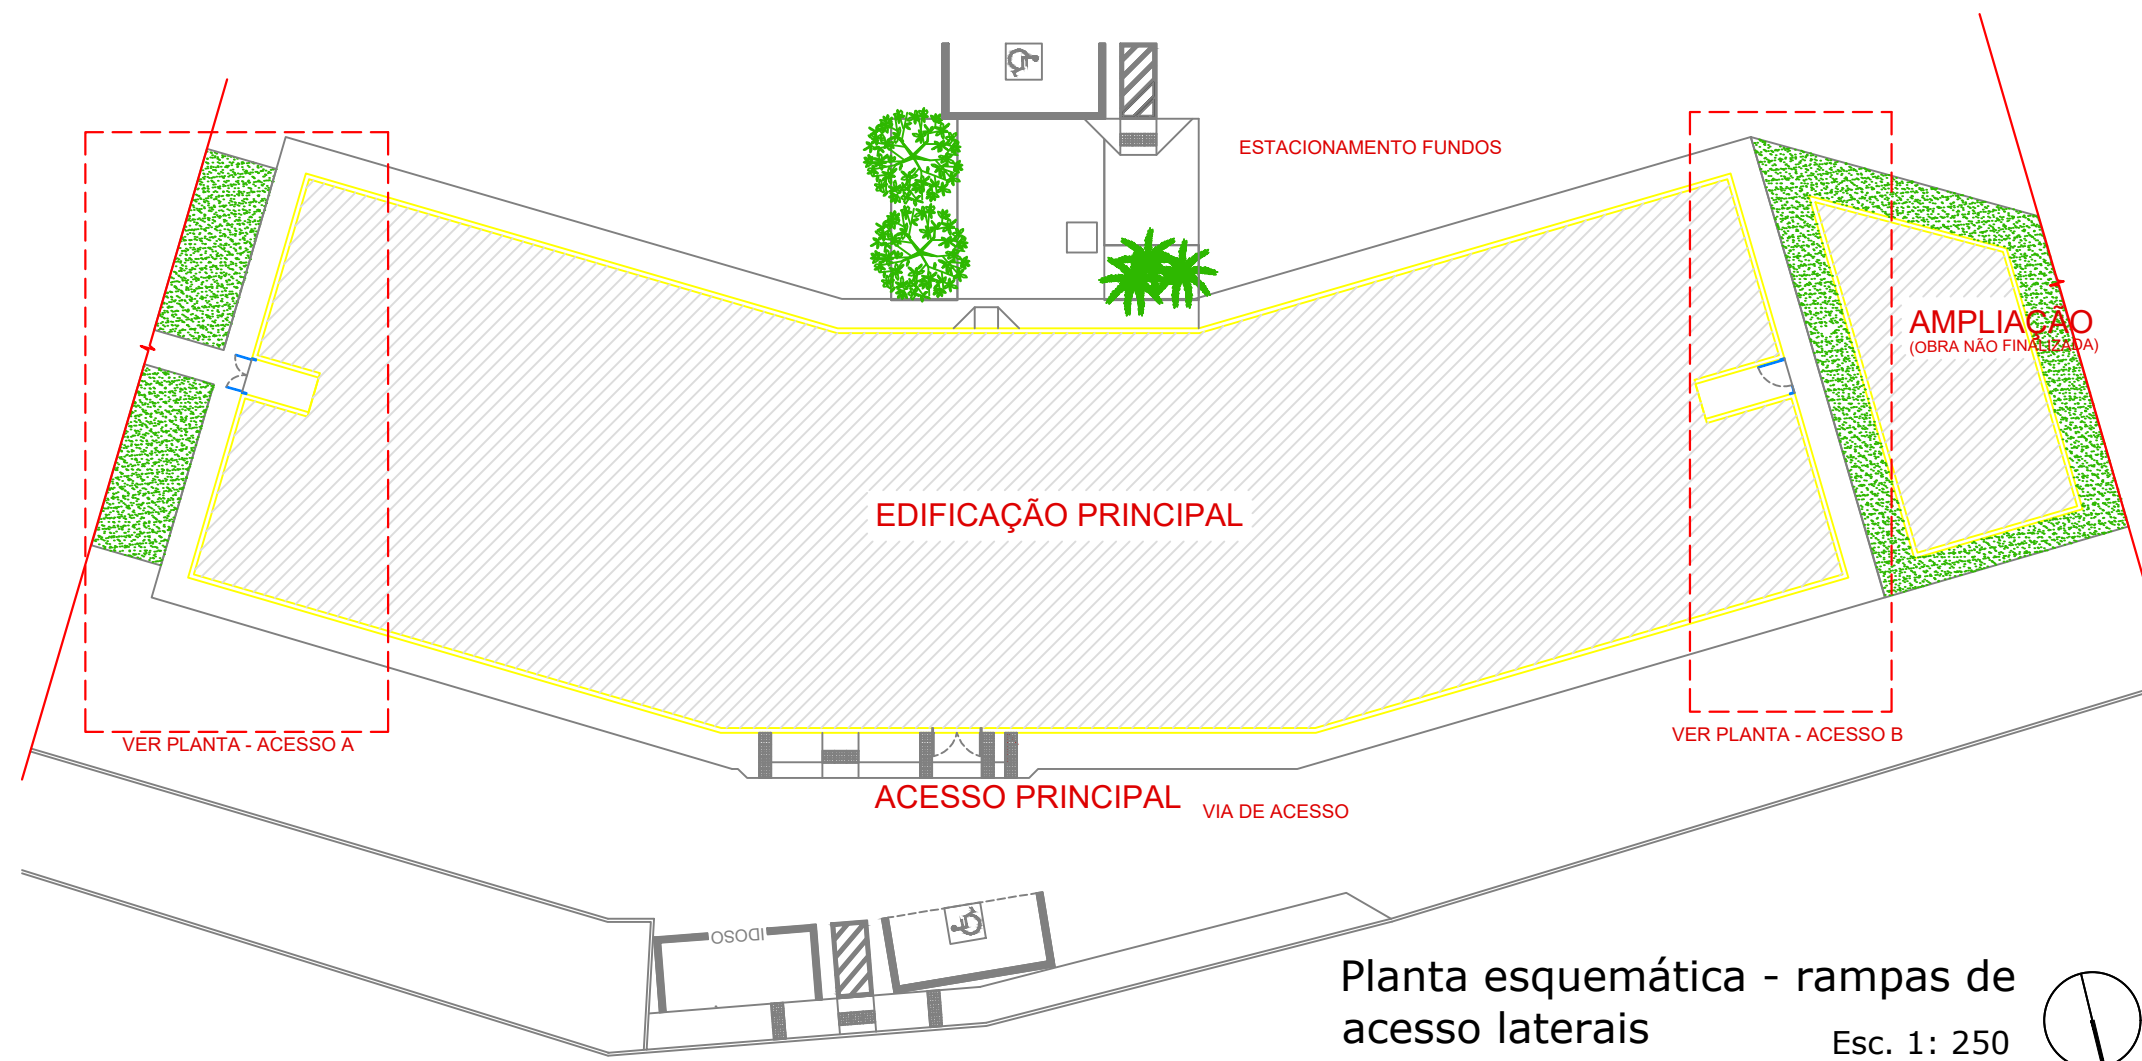 ESTACIONAMENTO FUNDOS
AMPLIAÇÃO
(OBRA NÃO FINALIZADA)
EDIFICAÇÃO PRINCIPAL
VER PLANTA - ACESSO A
VER PLANTA - ACESSO B
ACESSO PRINCIPAL
VIA DE ACESSO
IDOSO
Planta esquemática - rampas de
acesso laterais
Esc. 1: 250